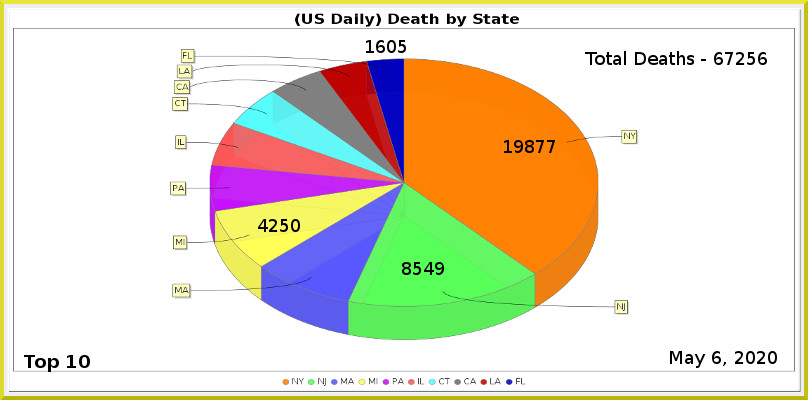 (US Daily) Death by State
Total Deaths - 67256
1605
FL
LA
CA
CT
IL
PA
MI
MA
NY
NJ
19877
4250
8549
Top 10
May 6, 2020
NY NJ MA MI PA IL CT CA LA FL